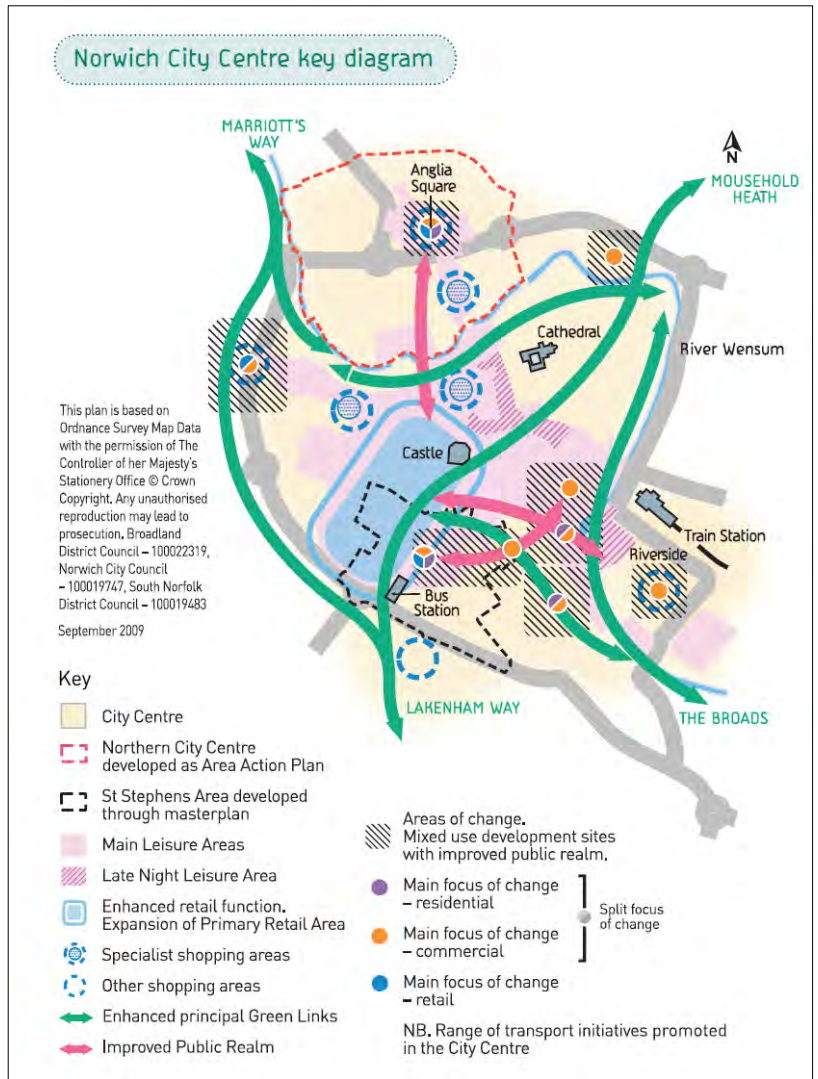 Norwich City Centre key diagram
MARRIOTT'S
WAY
Anglia
Square
N
MOUSEHOLD
HEATH
Cathedral
River Wensum
This plan is based on
Ordnance Survey Map Data
with the permission of The
Controller of her Majesty's
Stationery Office © Crown
Copyright. Any unauthorised
reproduction may lead to
prosecution. Broadland
District Council – 100022319,
Norwich City Council
– 100019747, South Norfolk
District Council – 100019483
September 2009
Castle
Train Station
Riverside
Bus
Station
LAKENHAM WAY
THE BROADS
Key
City Centre
Northern City Centre
developed as Area Action Plan
St Stephens Area developed
through masterplan
Main Leisure Areas
Late Night Leisure Area
Enhanced retail function.
Expansion of Primary Retail Area
Specialist shopping areas
Other shopping areas
Enhanced principal Green Links
Improved Public Realm
Areas of change.
Mixed use development sites
with improved public realm.
Main focus of change
– residential
Main focus of change
– commercial
Split focus
of change
Main focus of change
– retail
NB. Range of transport initiatives promoted
in the City Centre